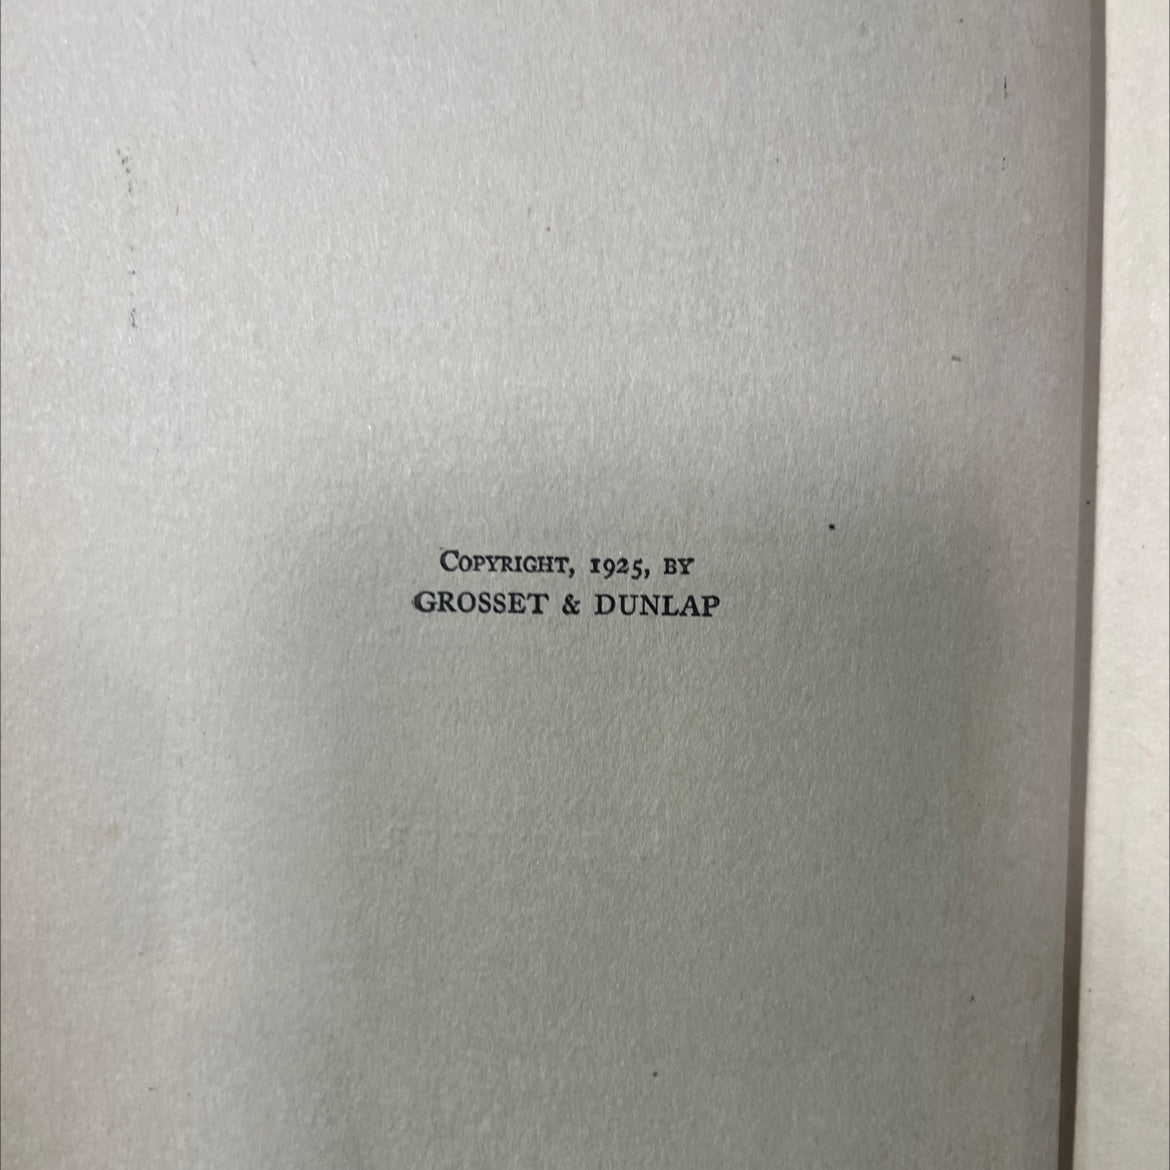 Copyright, 1925, by
GROSSET & DUNLAP